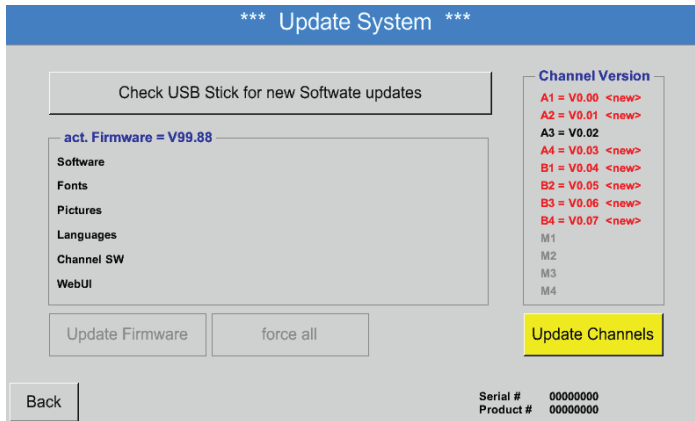 *** Update System ***
Check USB Stick for new Softwate updates
act. Firmware = V99.88
Software
Fonts
Pictures
Languages
Channel SW
WebUI
Update Firmware
force all
Channel Version
A1 = V0.00 <new>
A2 = V0.01 <new>
A3 = V0.02
A4 = V0.03 <new>
B1 = V0.04 <new>
B2 = V0.05 <new>
B3 = V0.06 <new>
B4 = V0.07 <new>
M1
M2
M3
M4
Update Channels
Back
Serial # 00000000
Product # 00000000